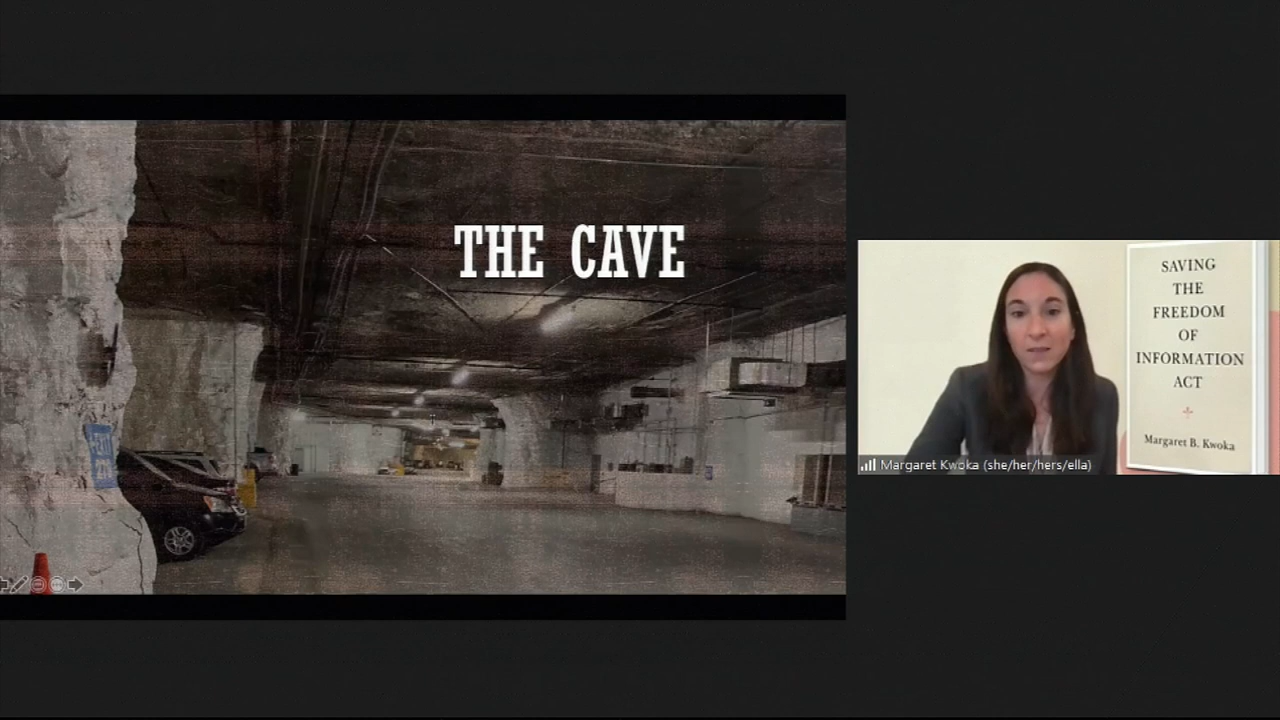 THE CAVE
SAVING
THE
FREEDOM
OF
INFORMATION
ACT
Margaret B. Kwoka
Margaret Kwoka (she/her/hers/ella)